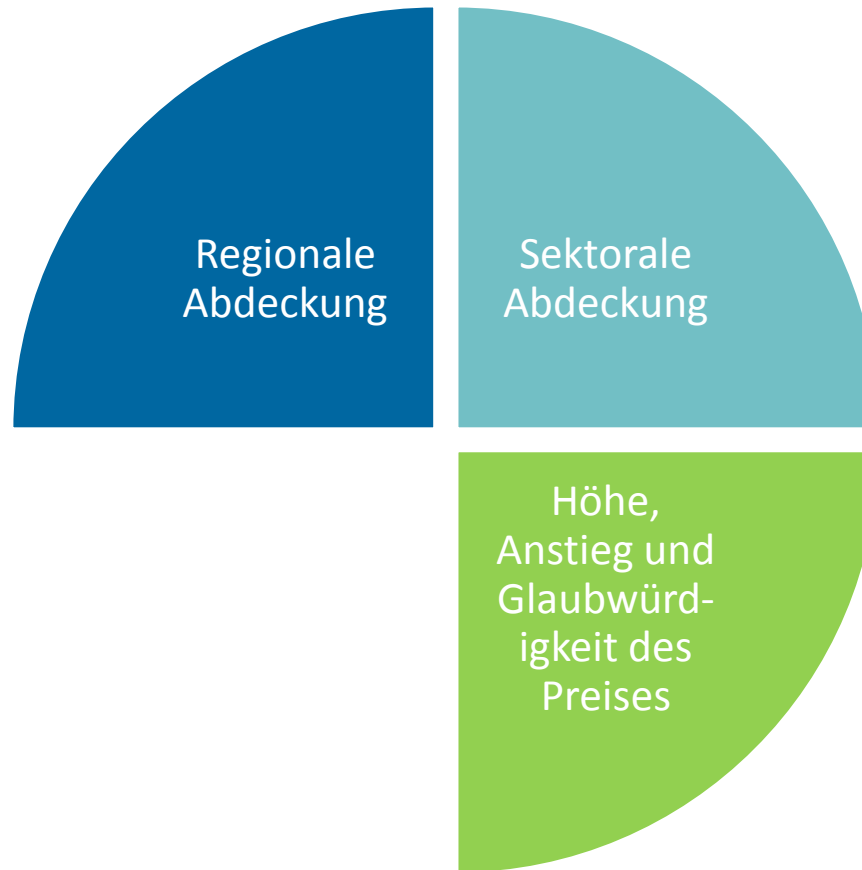 Regionale
Abdeckung
Sektorale
Abdeckung
Höhe,
Anstieg und
Glaubwürd-
igkeit des
Preises